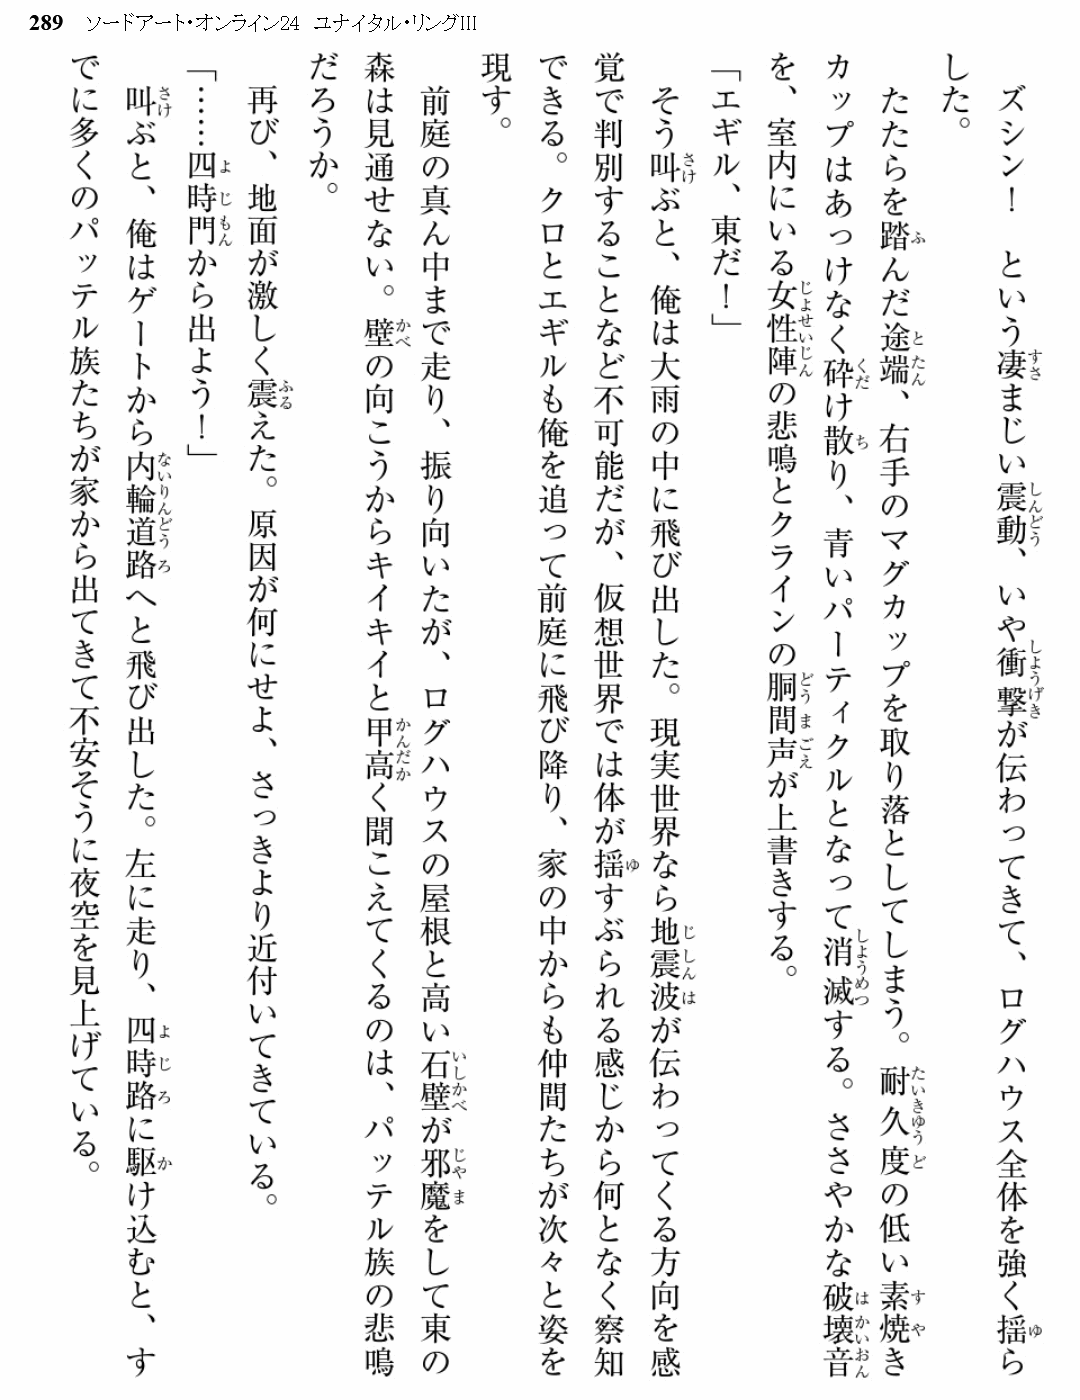 289 ソードアート・オンライン24 ユナイタル・リングIII
ズシン！ という凄まじい震動、いや衝撃が伝わってきて、ログハウス全体を強く揺ら
した。
たたらを踏んだ途端、右手のマグカップを取り落としてしまう。耐久度の低い素焼き
カップはあっけなく砕け散り、青いパーティクルとなって消滅する。ささやかな破壊音
を、室内にいる女性陣の悲鳴とクラインの胴間声が上書きする。
「エギル、東だ！」
そう叫ぶと、俺は大雨の中に飛び出した。現実世界なら地震波が伝わってくる方向を感
覚で判別することなど不可能だが、仮想世界では体が揺すぶられる感じから何となく察知
できる。クロとエギルも俺を追って前庭に飛び降り、家の中からも仲間たちが次々と姿を
現す。
前庭の真ん中まで走り、振り向いたが、ログハウスの屋根と高い石壁が邪魔をして東の
森は見通せない。壁の向こうからキイキイと甲高く聞こえてくるのは、パッテル族の悲鳴
だろうか。
再び、地面が激しく震えた。原因が何にせよ、さっきより近付いてきている。
「……四時門から出よう！」
叫ぶと、俺はゲートから内輪道路へと飛び出した。左に走り、四時路に駆け込むと、す
でに多くのパッテル族たちが家から出てきて不安そうに夜空を見上げている。